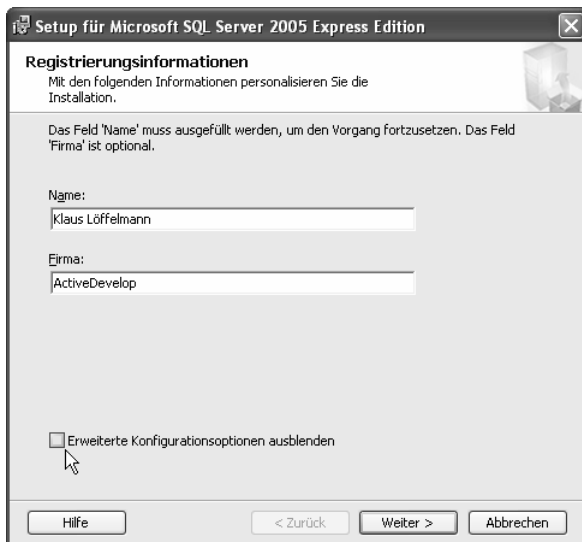 Setup für Microsoft SQL Server 2005 Express Edition
Registrierungsinformationen
Mit den folgenden Informationen personalisieren Sie die
Installation.
Das Feld 'Name' muss ausgefüllt werden, um den Vorgang fortzusetzen. Das Feld
'Firma' ist optional.
Name:
Klaus Löffelmann
Firma:
ActiveDevelop
Erweiterte Konfigurationsoptionen ausblenden
Hilfe
< Zurück
Weiter >
Abbrechen